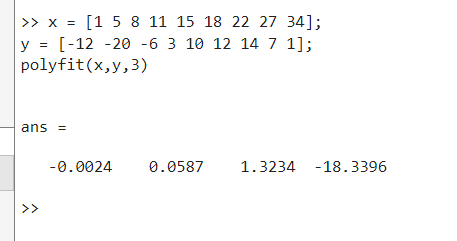 >> x = [1 5 8 11 15 18 22 27 34];
y = [-12 -20 -6 3 10 12 14 7 1];
polyfit(x,y,3)
ans =
-0.0024 0.0587 1.3234 -18.3396
>>